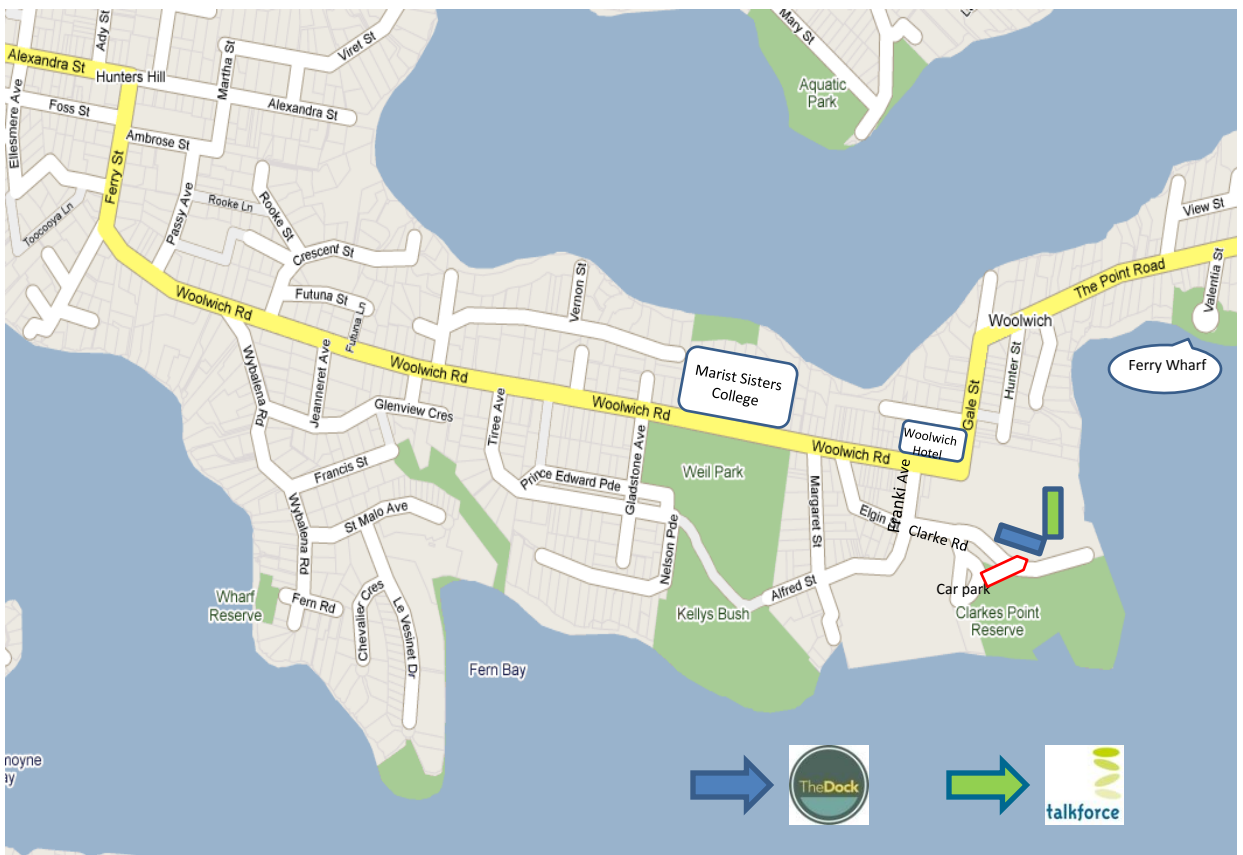 Mary St
Ady St
Viret St
Martha St
Alexandra St
Hunters Hill
Aquatic
Park
Ellesmere Ave
Foss St
Alexandra St
Ambrose St
Ferry St
Passy Ave
Rooke Ln
Rooke St
View St
Toocooya Ln
Crescent St
The Point Road
Valentia St
Vernon St
Woolwich Rd
Futuna St
Futuna Ln
Woolwich
Hunter St
Ferry Wharf
Jeanneret Ave
Woolwich Rd
Marist Sisters
College
Wybalena Rd
Glenview Cres
Woolwich Rd
Gale St
Tiree Ave
Woolwich
Hotel
Woolwich Rd
Francis St
Prince Edward Pde
Gladstone Ave
Weil Park
Margaret St
Franki Ave
Elgin
Clarke Rd
St Malo Ave
Wybalena Rd
Nelson Pde
Alfred St
Car park
Wharf
Reserve
Fern Rd
Chevalier Cres
Le Vesinet Dr
Kellys Bush
Clarkes Point
Reserve
Fern Bay
moyne
ay
TheDock
talkforce